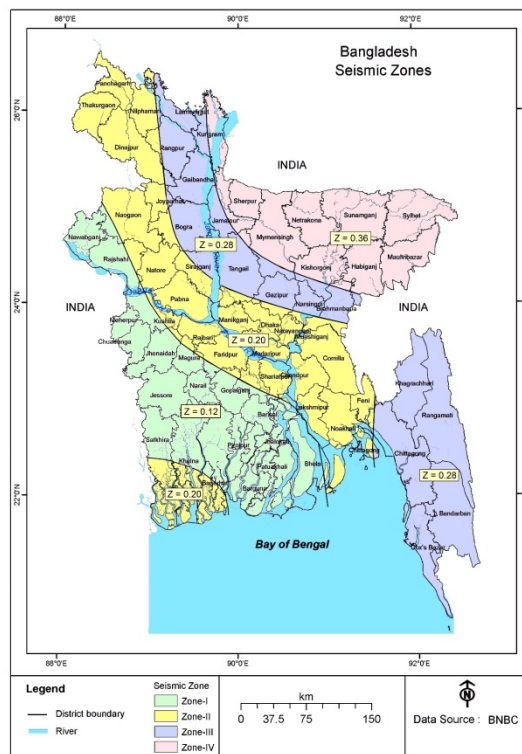 88°0'E 90°0'E 92°0'E
Bangladesh
Seismic Zones
26°0'N
24°0'N
22°0'N
Panchagarh
Thakurgaon
Nilphamari
Dinajpur
Lalmonirhat
Kurigram
Rangpur
Gaibandha
INDIA
Joypurhat
Naogaon
Bogra
Jamalpur
Sherpur
Netrakona
Sunamganj
Sylhet
Mymensingh
Z = 0.36
Z = 0.28
Nawabganj
Rajshahi
Natore
Sirajganj
Tangail
Kishorganj
Habiganj
Maulvibazar
INDIA
Pabna
Gazipur
Narsingdi
Brahmanbaria
INDIA
Meherpur
Kushtia
Manikganj
Dhaka
Narayanganj
Munshiganj
Chuadanga
Z = 0.20
Rajbari
Jhenaidah
Magura
Faridpur
Madaripur
Shariatpur
Chandpur
Comilla
Khagrachhari
Jessore
Narail
Gopalganj
Z = 0.12
Barisal
Lakshmipur
Feni
Noakhali
Rangamati
Satkhira
Khulna
Pirojpur
Jhalokati
Chittagong
Chittagong
Bagerhat
Patuakhali
Bhola
Barguna
Z = 0.20
Z = 0.28
Bandarban
Cox's Bazar
Bay of Bengal
88°0'E 90°0'E 92°0'E
Legend
District boundary
River
Seismic Zone
Zone-I
Zone-II
Zone-III
Zone-IV
km
0 37.5 75 150
N
Data Source : BNBC